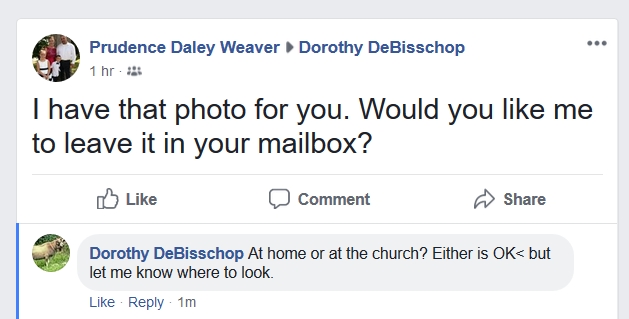 Prudence Daley Weaver ▶ Dorothy DeBisschop
1 hr ·
I have that photo for you. Would you like me
to leave it in your mailbox?
Like Comment Share
Dorothy DeBisschop At home or at the church? Either is OK< but
let me know where to look.
Like · Reply · 1m